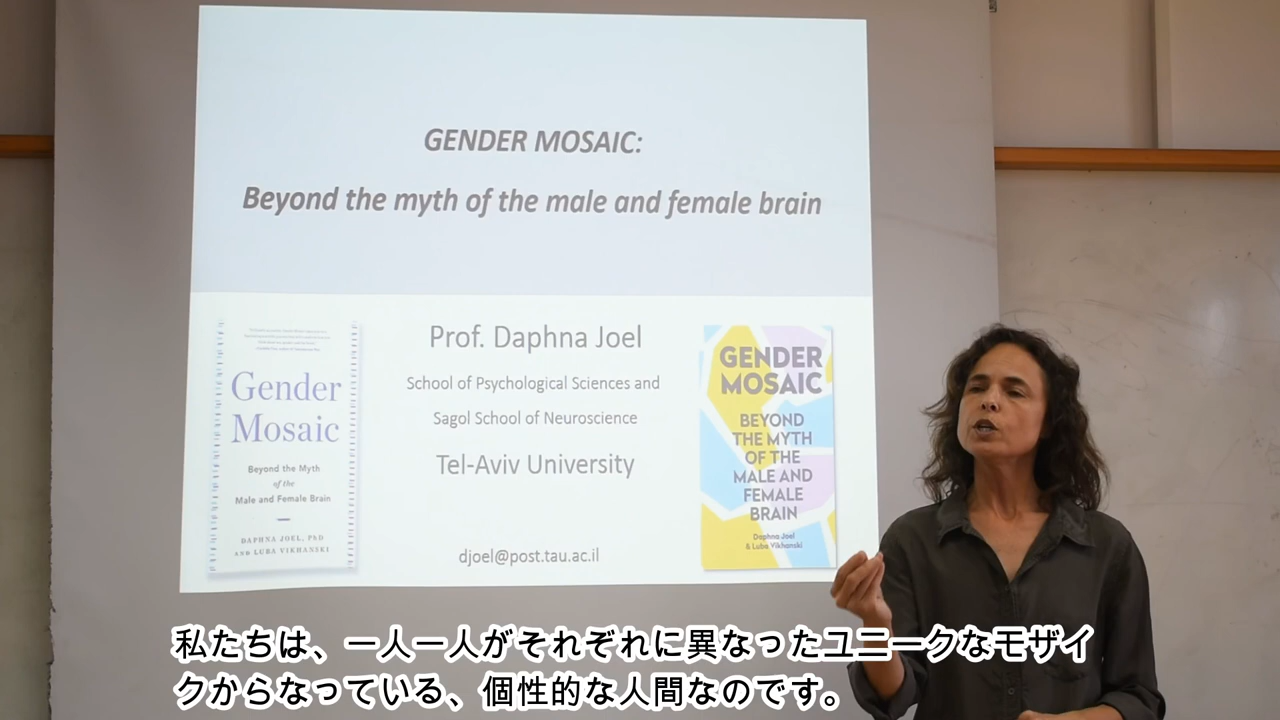 GENDER MOSAIC:
Beyond the myth of the male and female brain
Gender
Mosaic
Beyond the Myth
of the
Male and Female Brain
DAPHNA JOEL, PhD
AND LUBA VIKHANSKI
Prof. Daphna Joel
School of Psychological Sciences and
Sagol School of Neuroscience
Tel-Aviv University
djoel@post.tau.ac.il
GENDER
MOSAIC
BEYOND
THE MYTH
OF THE
MALE AND
FEMALE
BRAIN
Daphna Joel
& Luba Vikhanski
私たちは、一人一人がそれぞれに異なったユニークなモザイ
クからなっている、個性的な人間なのです。